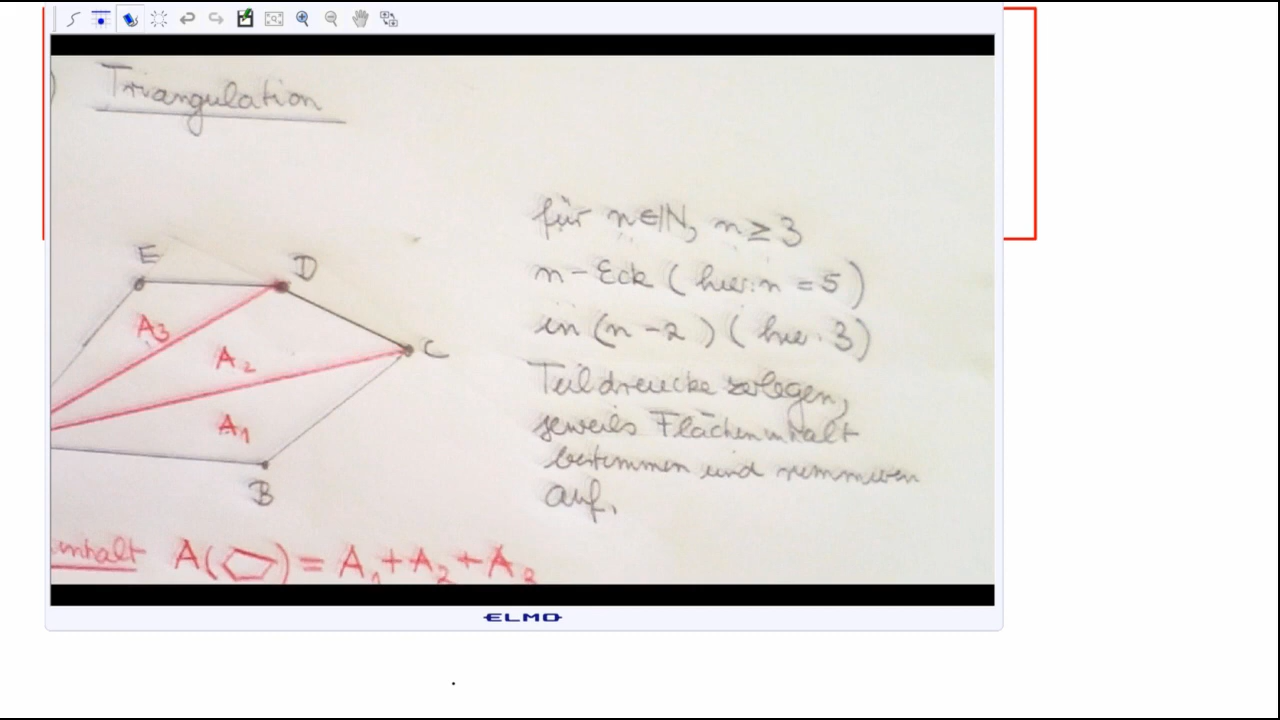 ) Triangulation
für n∈ℕ, n ≥ 3
n-Eck (hier: n = 5)
in (n-2) (hier: 3)
Teildreiecke zerlegen,
jeweils Flächeninhalt
bestimmen und summieren
auf.
E
D
A3
A2
C
A1
B
inhalt A(⬠) = A1 + A2 + A3
ELMO